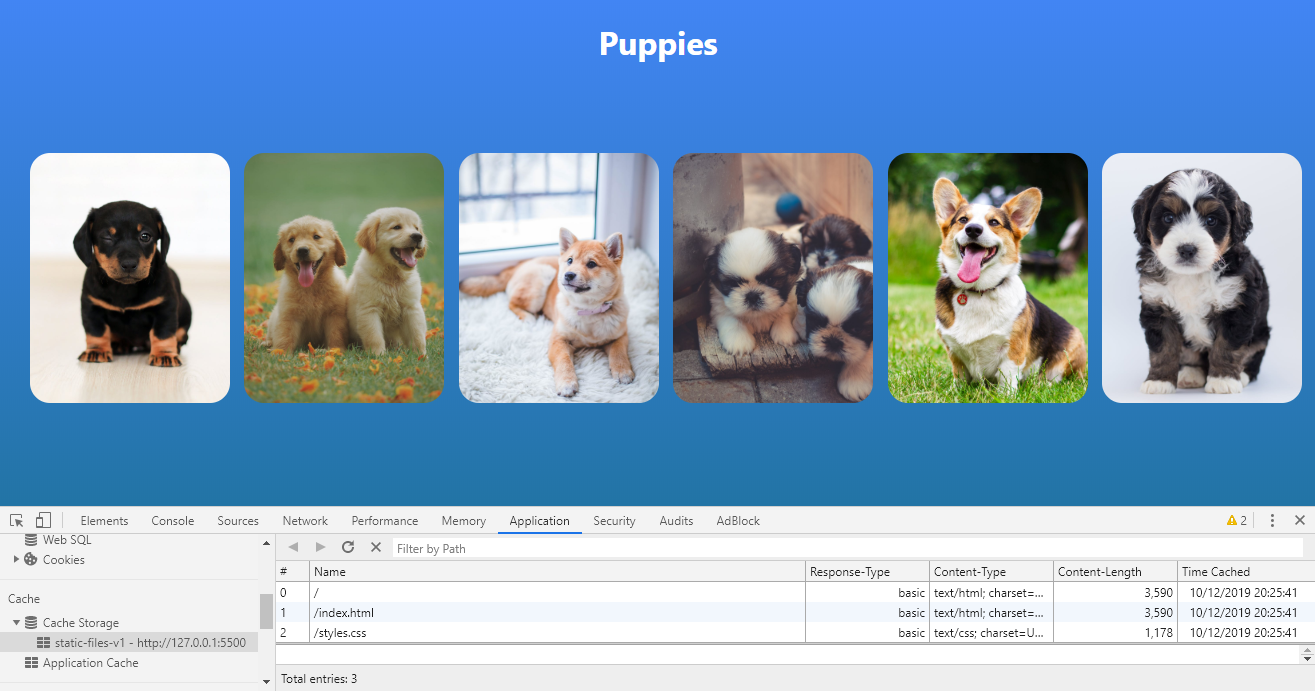 Puppies
Elements Console Sources Network Performance Memory Application Security Audits AdBlock 2
Web SQL
Cookies
Cache
Cache Storage
static-files-v1 - http://127.0.0.1:5500
Application Cache
Filter by Path
# Name Response-Type Content-Type Content-Length Time Cached
0 / basic text/html; charset=... 3,590 10/12/2019 20:25:41
1 /index.html basic text/html; charset=... 3,590 10/12/2019 20:25:41
2 /styles.css basic text/css; charset=U... 1,178 10/12/2019 20:25:41
Total entries: 3